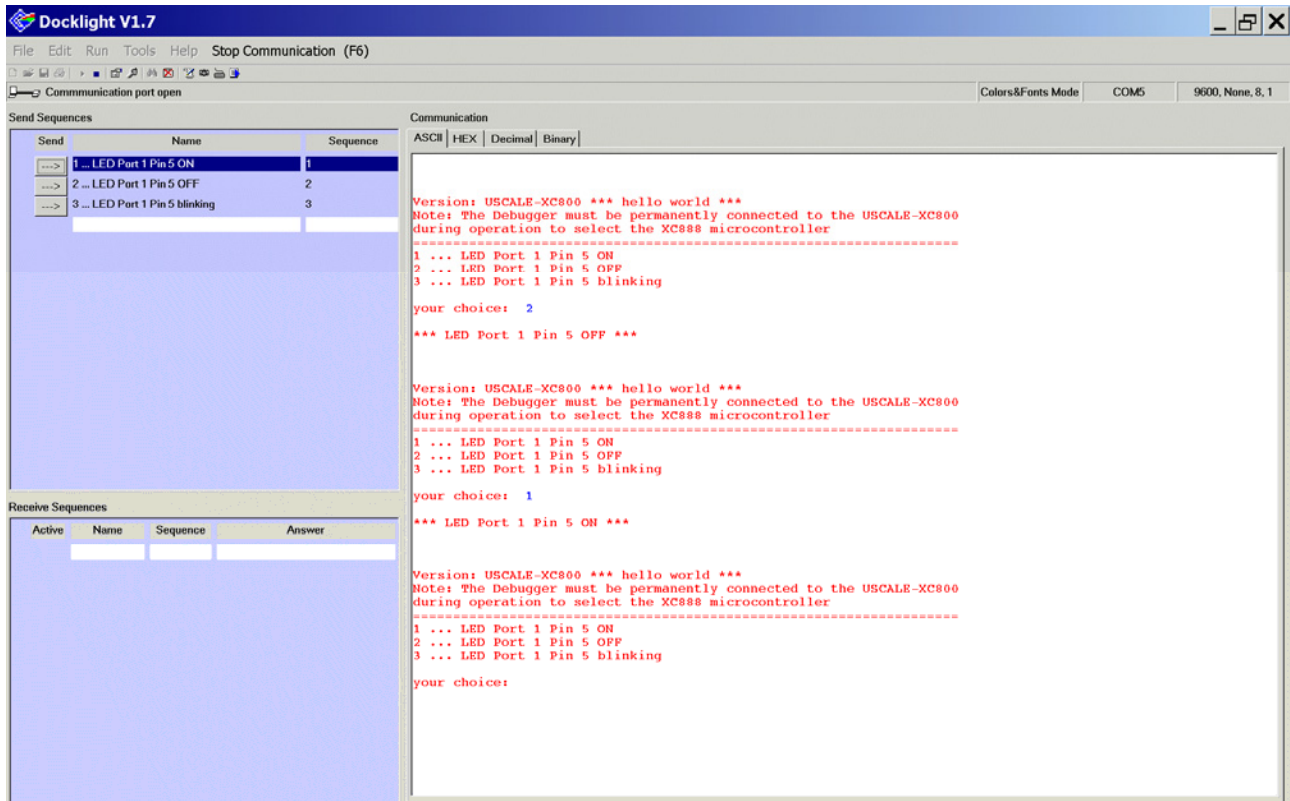 Docklight V1.7
File Edit Run Tools Help Stop Communication (F6)
Commmunication port open
Colors&Fonts Mode COM5 9600, None, 8, 1
Send Sequences
Send Name Sequence
---> 1 ... LED Port 1 Pin 5 ON 1
---> 2 ... LED Port 1 Pin 5 OFF 2
---> 3 ... LED Port 1 Pin 5 blinking 3
Receive Sequences
Active Name Sequence Answer
Communication
ASCII HEX Decimal Binary
Version: USCALE-XC800 *** hello world ***
Note: The Debugger must be permanently connected to the USCALE-XC800
during operation to select the XC888 microcontroller
====================================================================
1 ... LED Port 1 Pin 5 ON
2 ... LED Port 1 Pin 5 OFF
3 ... LED Port 1 Pin 5 blinking
your choice: 2
*** LED Port 1 Pin 5 OFF ***
Version: USCALE-XC800 *** hello world ***
Note: The Debugger must be permanently connected to the USCALE-XC800
during operation to select the XC888 microcontroller
====================================================================
1 ... LED Port 1 Pin 5 ON
2 ... LED Port 1 Pin 5 OFF
3 ... LED Port 1 Pin 5 blinking
your choice: 1
*** LED Port 1 Pin 5 ON ***
Version: USCALE-XC800 *** hello world ***
Note: The Debugger must be permanently connected to the USCALE-XC800
during operation to select the XC888 microcontroller
====================================================================
1 ... LED Port 1 Pin 5 ON
2 ... LED Port 1 Pin 5 OFF
3 ... LED Port 1 Pin 5 blinking
your choice: